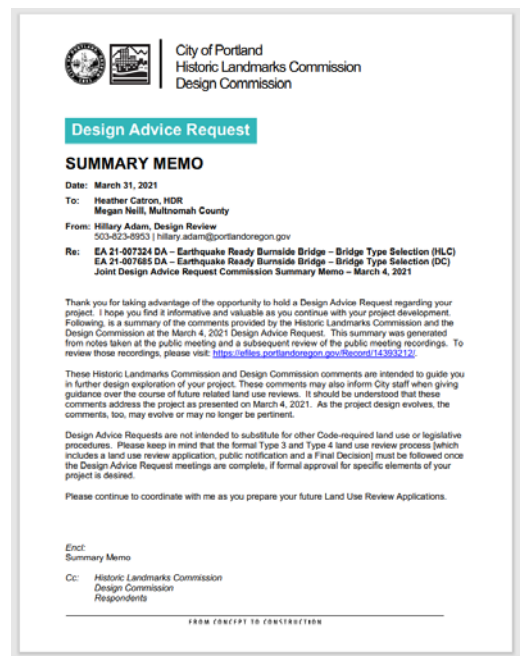 City of Portland
Historic Landmarks Commission
Design Commission
Design Advice Request
SUMMARY MEMO
Date: March 31, 2021
To: Heather Catron, HDR
Megan Neill, Multnomah County
From: Hillary Adam, Design Review
503-823-8953 | hillary.adam@portlandoregon.gov
Re: EA 21-007324 DA – Earthquake Ready Burnside Bridge – Bridge Type Selection (HLC)
EA 21-007685 DA – Earthquake Ready Burnside Bridge – Bridge Type Selection (DC)
Joint Design Advice Request Commission Summary Memo – March 4, 2021
Thank you for taking advantage of the opportunity to hold a Design Advice Request regarding your
project. I hope you find it informative and valuable as you continue with your project development.
Following, is a summary of the comments provided by the Historic Landmarks Commission and the
Design Commission at the March 4, 2021 Design Advice Request. This summary was generated
from notes taken at the public meeting and a subsequent review of the public meeting recordings. To
review those recordings, please visit: https://efiles.portlandoregon.gov/Record/14393212/.
These Historic Landmarks Commission and Design Commission comments are intended to guide you
in further design exploration of your project. These comments may also inform City staff when giving
guidance over the course of future related land use reviews. It should be understood that these
comments address the project as presented on March 4, 2021. As the project design evolves, the
comments, too, may evolve or may no longer be pertinent.
Design Advice Requests are not intended to substitute for other Code-required land use or legislative
procedures. Please keep in mind that the formal Type 3 and Type 4 land use review process [which
includes a land use review application, public notification and a Final Decision] must be followed once
the Design Advice Request meetings are complete, if formal approval for specific elements of your
project is desired.
Please continue to coordinate with me as you prepare your future Land Use Review Applications.
Encl:
Summary Memo
Cc: Historic Landmarks Commission
Design Commission
Respondents
FROM CONCEPT TO CONSTRUCTION